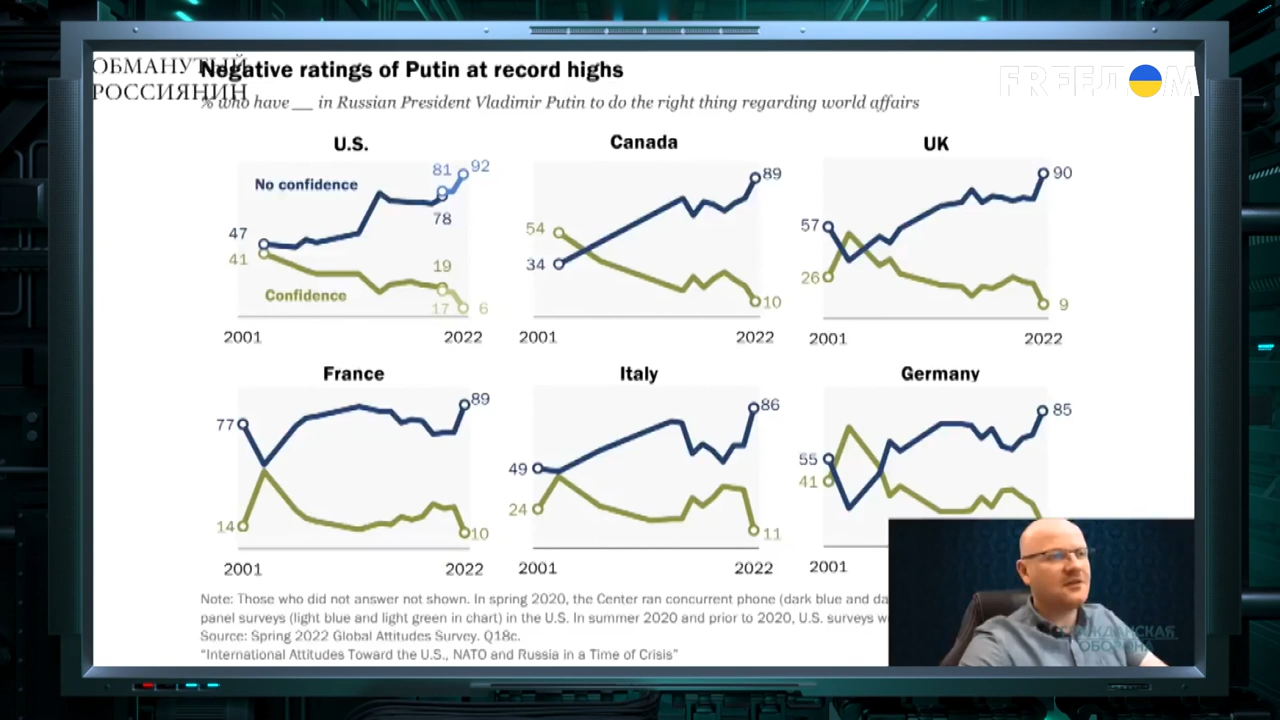 ОБМАНУТЫЙ
РОССИЯНИН
FREEDOM
Negative ratings of Putin at record highs
% who have __ in Russian President Vladimir Putin to do the right thing regarding world affairs
U.S.
Canada
UK
No confidence
Confidence
47
41
81
92
78
19
17
6
54
34
89
10
57
26
90
9
2001
2022
2001
2022
2001
2022
France
Italy
Germany
77
14
89
10
49
24
86
11
55
41
85
2001
2022
2001
2022
2001
Note: Those who did not answer not shown. In spring 2020, the Center ran concurrent phone (dark blue and da
panel surveys (light blue and light green in chart) in the U.S. In summer 2020 and prior to 2020, U.S. surveys w
Source: Spring 2022 Global Attitudes Survey. Q18c.
“International Attitudes Toward the U.S., NATO and Russia in a Time of Crisis”
ГРАЖДАНСКАЯ
ОБОРОНА